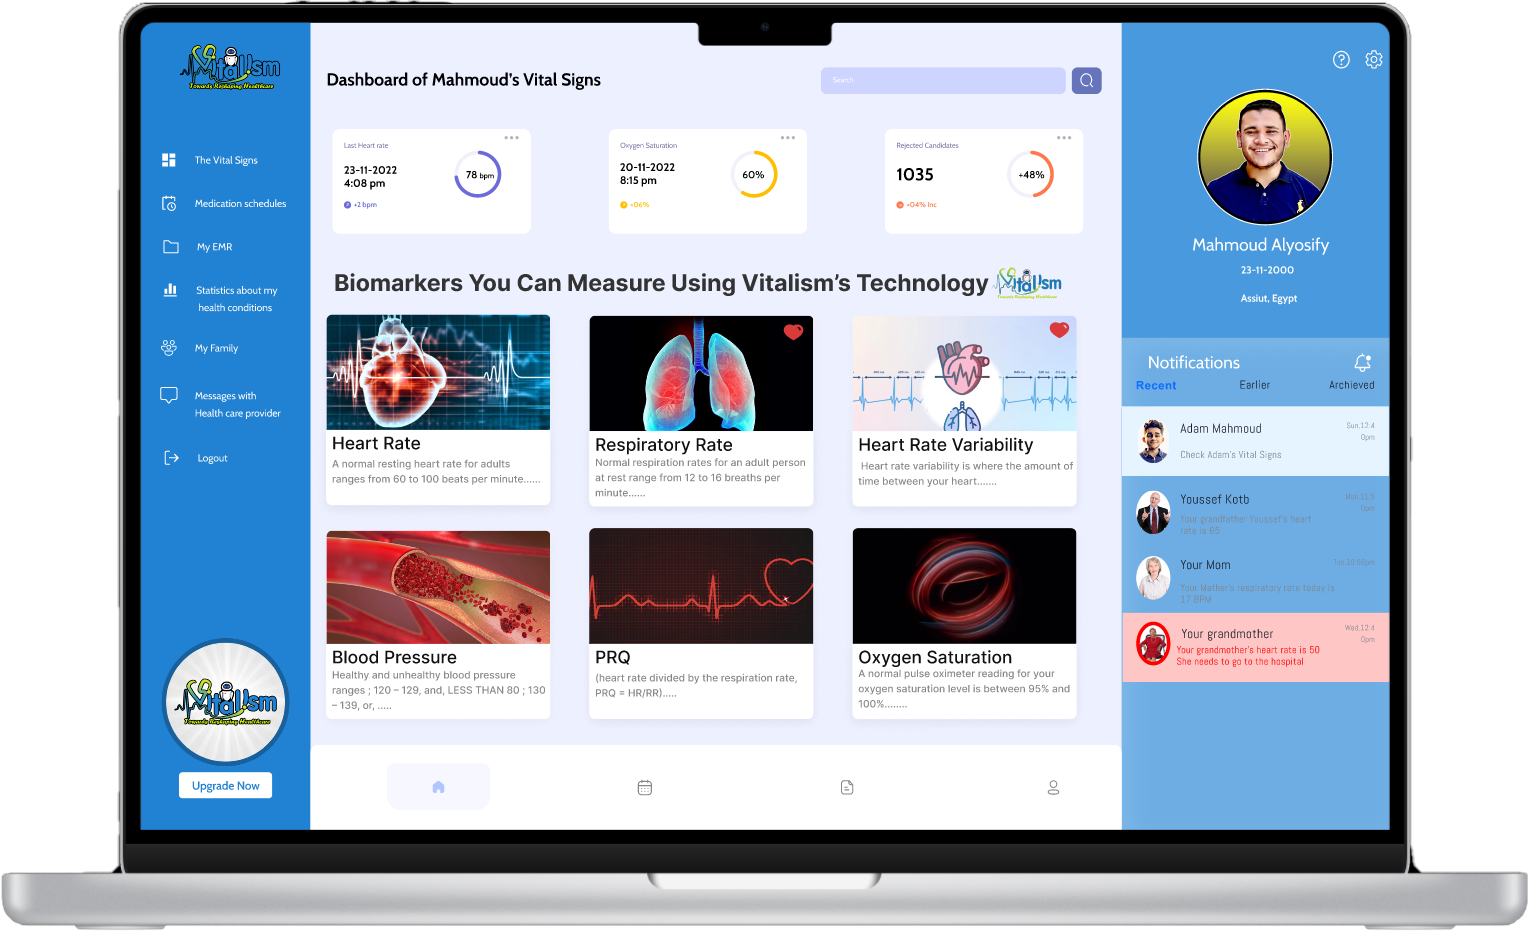 Vitalism
Towards Reshaping Healthcare
The Vital Signs
Medication schedules
My EMR
Statistics about my
health conditions
My Family
Messages with
Health care provider
Logout
Vitalism
Towards Reshaping Healthcare
Upgrade Now
Dashboard of Mahmoud's Vital Signs
Search
Last Heart rate
23-11-2022
4:08 pm
78 bpm
+2 bpm
Oxygen Saturation
20-11-2022
8:15 pm
60%
+06%
Rejected Candidates
1035
+48%
+04% Inc
Biomarkers You Can Measure Using Vitalism's Technology
Vitalism
Towards Reshaping Healthcare
Heart Rate
A normal resting heart rate for adults
ranges from 60 to 100 beats per minute......
Respiratory Rate
Normal respiration rates for an adult person
at rest range from 12 to 16 breaths per
minute......
Heart Rate Variability
Heart rate variability is where the amount of
time between your heart.......
Blood Pressure
Healthy and unhealthy blood pressure
ranges ; 120 – 129, and, LESS THAN 80 ; 130
– 139, or, .....
PRQ
(heart rate divided by the respiration rate,
PRQ = HR/RR).....
Oxygen Saturation
A normal pulse oximeter reading for your
oxygen saturation level is between 95% and
100%........
Mahmoud Alyosify
23-11-2000
Assiut, Egypt
Notifications
Recent
Earlier
Archieved
Adam Mahmoud
Sun,12:4
0pm
Check Adam's Vital Signs
Youssef Kotb
0pm
Your grandfather Youssef's heart
rate is 65
Your Mom
Your Mather's respiratory rate today is
17 BPM
Your grandmother
Wed,12:4
0pm
Your grandmother's heart rate is 50
She needs to go to the hospital